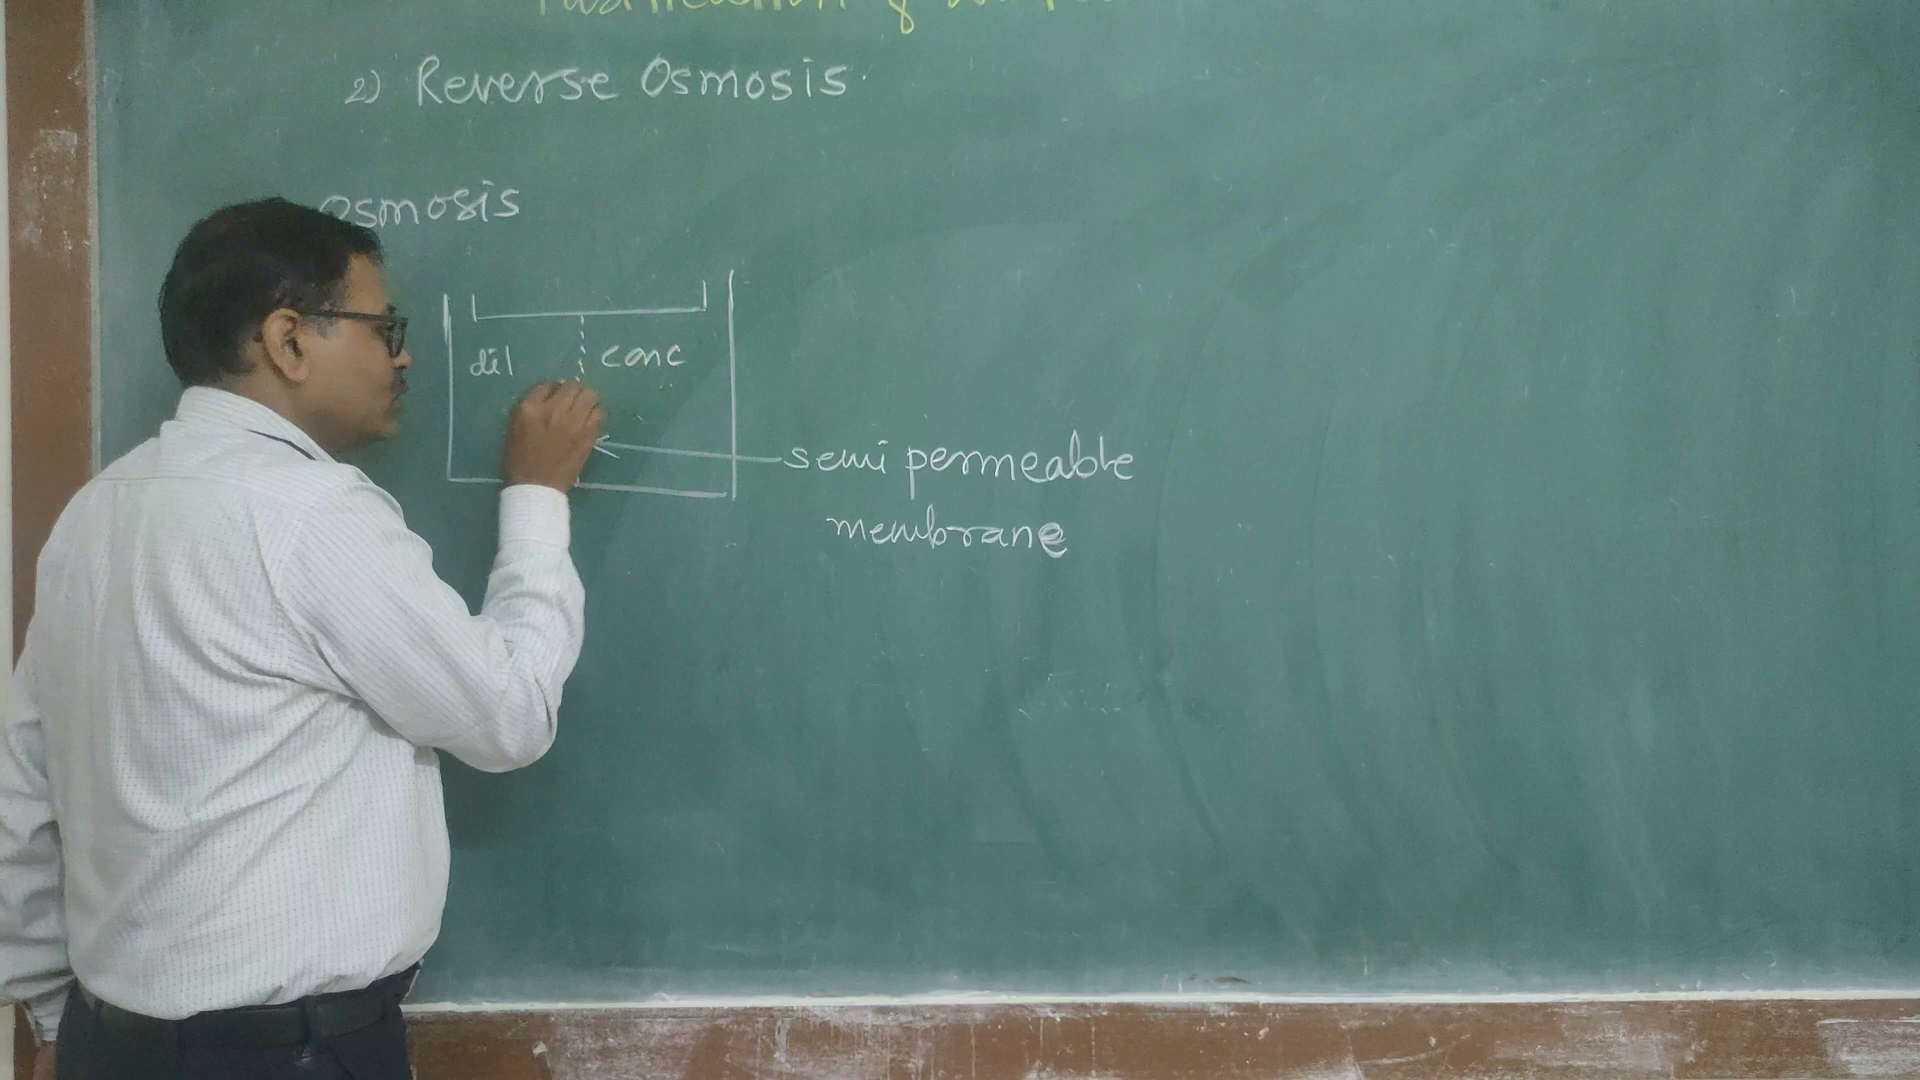 2) Reverse Osmosis
Osmosis
dil
conc
semi permeable
membrane